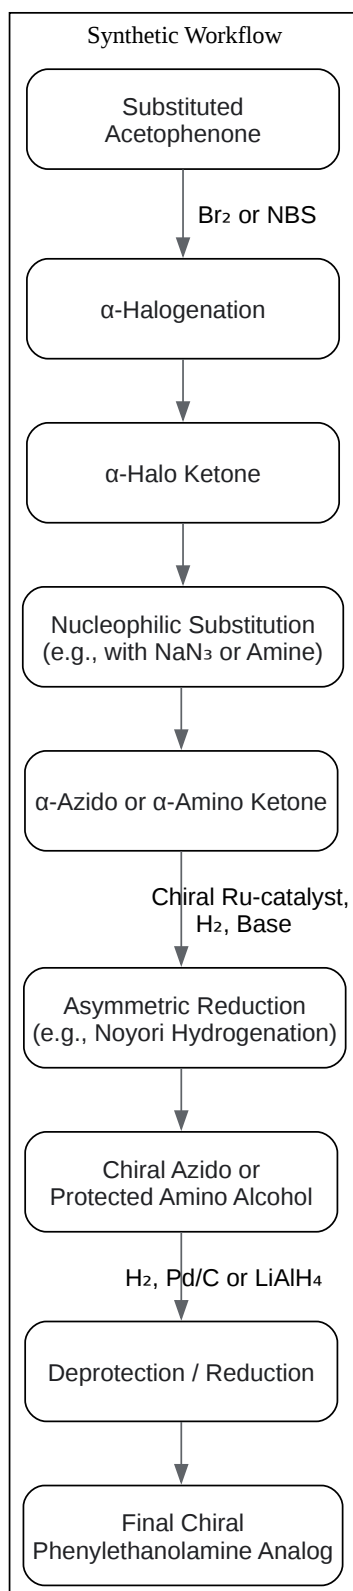 Synthetic Workflow
Substituted
Acetophenone
Br₂ or NBS
α-Halogenation
α-Halo Ketone
Nucleophilic Substitution
(e.g., with NaN₃ or Amine)
α-Azido or α-Amino Ketone
Chiral Ru-catalyst,
H₂, Base
Asymmetric Reduction
(e.g., Noyori Hydrogenation)
Chiral Azido or
Protected Amino Alcohol
H₂, Pd/C or LiAlH₄
Deprotection / Reduction
Final Chiral
Phenylethanolamine Analog